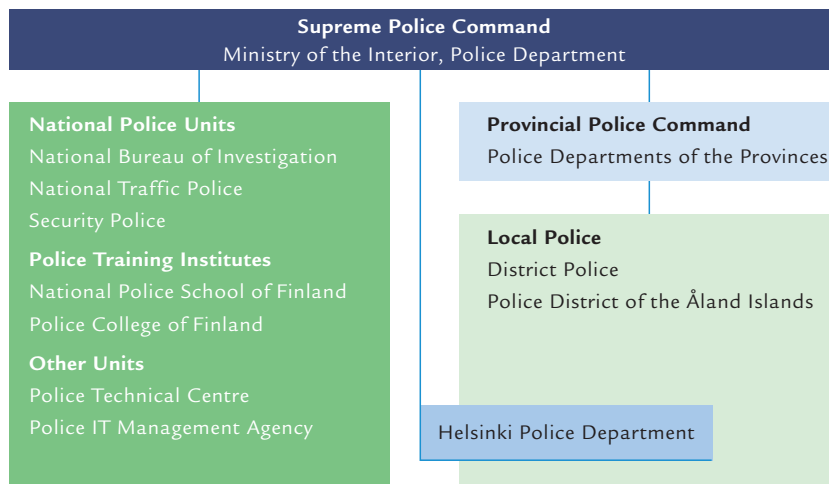 Supreme Police Command
Ministry of the Interior, Police Department
National Police Units
National Bureau of Investigation
National Traffic Police
Security Police
Police Training Institutes
National Police School of Finland
Police College of Finland
Other Units
Police Technical Centre
Police IT Management Agency
Provincial Police Command
Police Departments of the Provinces
Local Police
District Police
Police District of the Åland Islands
Helsinki Police Department